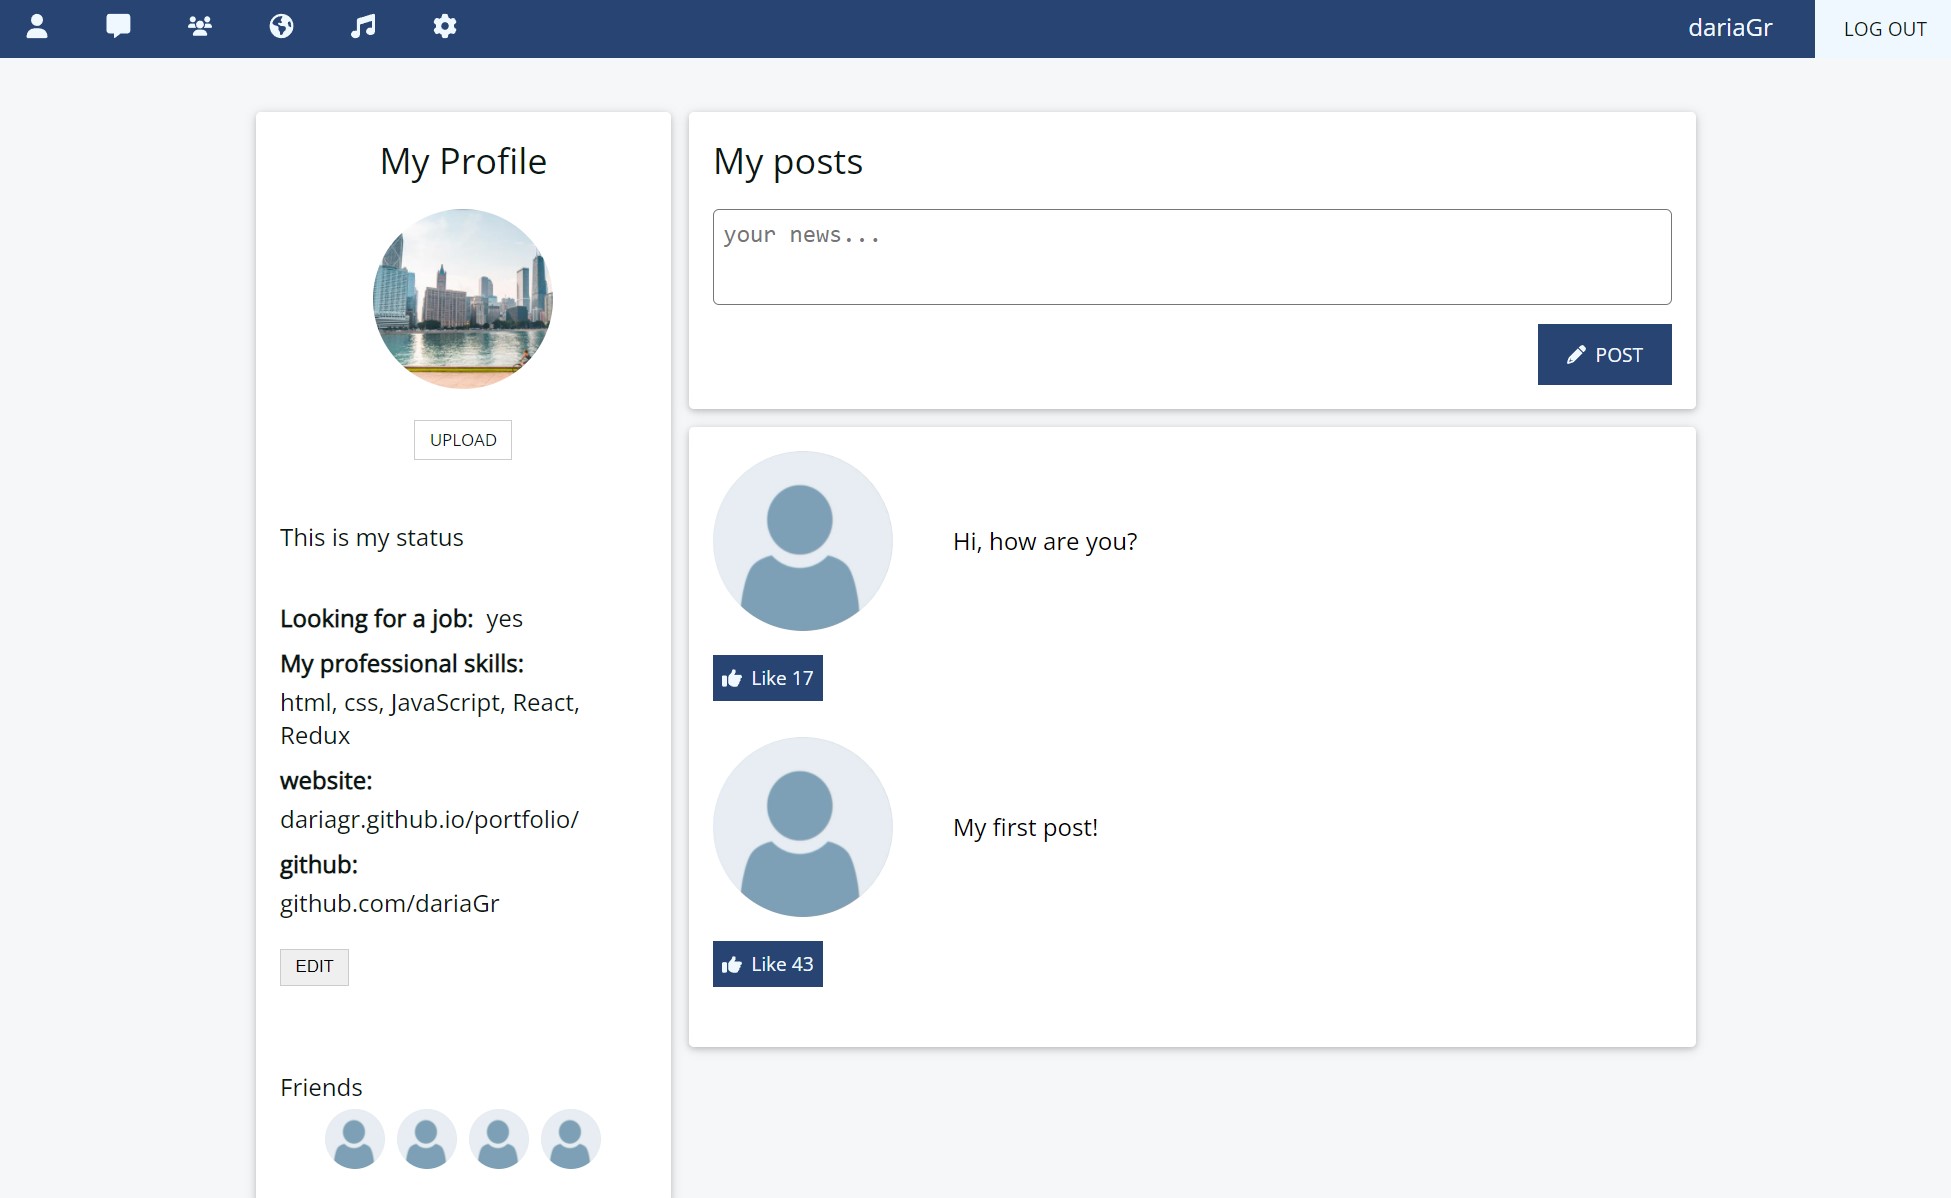 dariaGr
LOG OUT
My Profile
UPLOAD
This is my status
Looking for a job: yes
My professional skills:
html, css, JavaScript, React,
Redux
website:
dariagr.github.io/portfolio/
github:
github.com/dariaGr
EDIT
Friends
My posts
your news...
POST
Hi, how are you?
Like 17
My first post!
Like 43